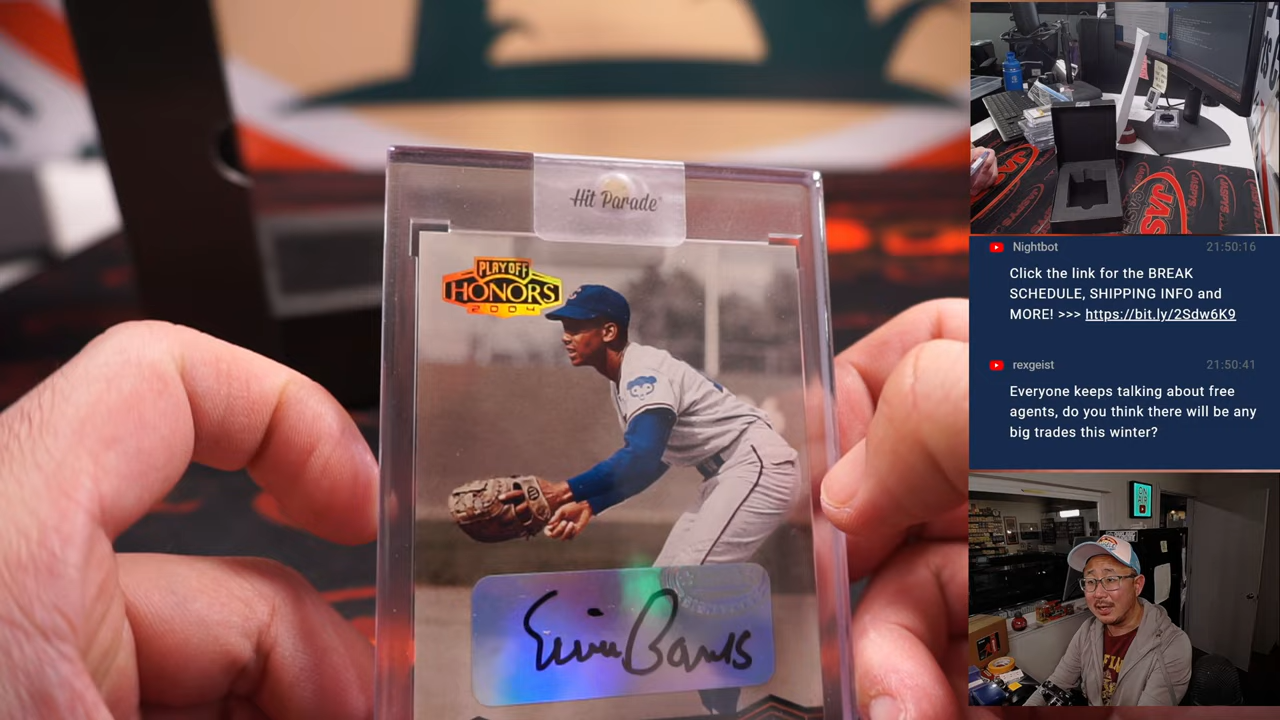 Hit Parade
PLAYOFF
HONORS
2004
Ernie Banks
Nightbot
21:50:16
Click the link for the BREAK
SCHEDULE, SHIPPING INFO and
MORE! >>> https://bit.ly/2Sdw6K9
rexgeist
21:50:41
Everyone keeps talking about free
agents, do you think there will be any
big trades this winter?
JASPYS